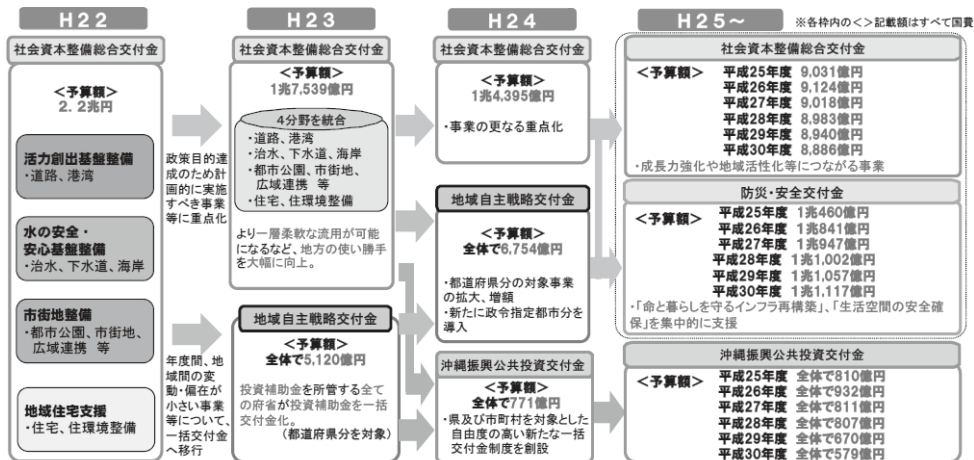 H22
H23
H24
H25～
※各枠内の＜＞記載額はすべて国費
社会資本整備総合交付金
＜予算額＞
2．2兆円
活力創出基盤整備
・道路、港湾
水の安全・
安心基盤整備
・治水、下水道、海岸
市街地整備
・都市公園、市街地、
広域連携 等
地域住宅支援
・住宅、住環境整備
政策目的達
成のため計
画的に実施
すべき事業
等に重点化
年度間、地
域間の変
動・偏在が
小さい事業
等について、
一括交付金
へ移行
社会資本整備総合交付金
＜予算額＞
1兆7,539億円
4分野を統合
・道路、港湾
・治水、下水道、海岸
・都市公園、市街地、
広域連携 等
・住宅、住環境整備
より一層柔軟な流用が可能
になるなど、地方の使い勝手
を大幅に向上。
地域自主戦略交付金
＜予算額＞
全体で5,120億円
投資補助金を所管する全て
の府省が投資補助金を一括
交付金化。
（都道府県分を対象）
社会資本整備総合交付金
＜予算額＞
1兆4,395億円
・事業の更なる重点化
地域自主戦略交付金
＜予算額＞
全体で6,754億円
・都道府県分の対象事業
の拡大、増額
・新たに政令指定都市分を
導入
沖縄振興公共投資交付金
＜予算額＞
全体で771億円
・県及び市町村を対象とした
自由度の高い新たな一括
交付金制度を創設
社会資本整備総合交付金
＜予算額＞ 平成25年度 9,031億円
平成26年度 9,124億円
平成27年度 9,018億円
平成28年度 8,983億円
平成29年度 8,940億円
平成30年度 8,886億円
・成長力強化や地域活性化等につながる事業
防災・安全交付金
＜予算額＞ 平成25年度 1兆460億円
平成26年度 1兆841億円
平成27年度 1兆947億円
平成28年度 1兆1,002億円
平成29年度 1兆1,057億円
平成30年度 1兆1,117億円
・「命と暮らしを守るインフラ再構築」、「生活空間の安全確
保」を集中的に支援
沖縄振興公共投資交付金
＜予算額＞ 平成25年度 全体で810億円
平成26年度 全体で932億円
平成27年度 全体で811億円
平成28年度 全体で807億円
平成29年度 全体で670億円
平成30年度 全体で579億円